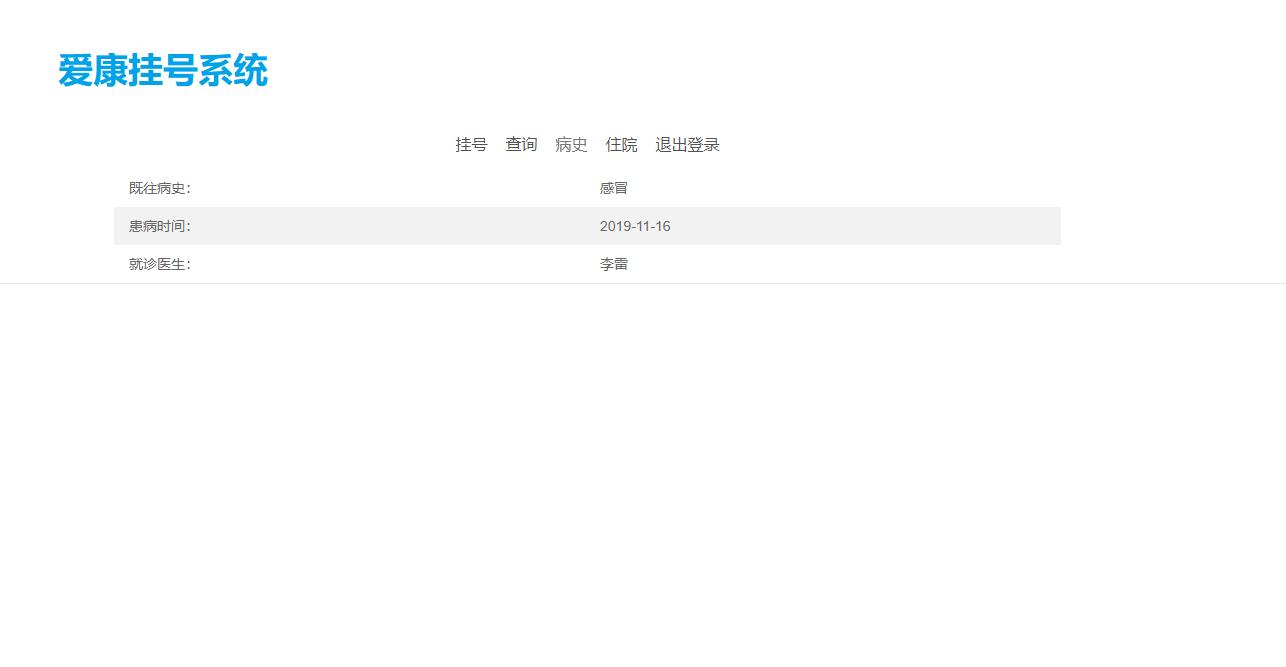 爱康挂号系统
挂号 查询 病史 住院 退出登录
既往病史: 感冒
患病时间: 2019-11-16
就诊医生: 李雷